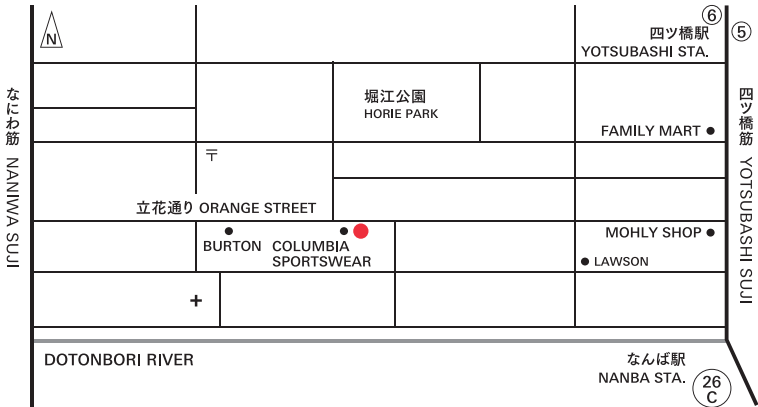 N
⑥
四ツ橋駅
YOTSUBASHI STA.
⑤
堀江公園
HORIE PARK
なにわ筋 NANIWA SUJI
四ツ橋筋 YOTSUBASHI SUJI
FAMILY MART
〒
立花通り ORANGE STREET
BURTON
COLUMBIA
SPORTSWEAR
MOHLY SHOP
LAWSON
DOTONBORI RIVER
なんば駅
NANBA STA.
26
C